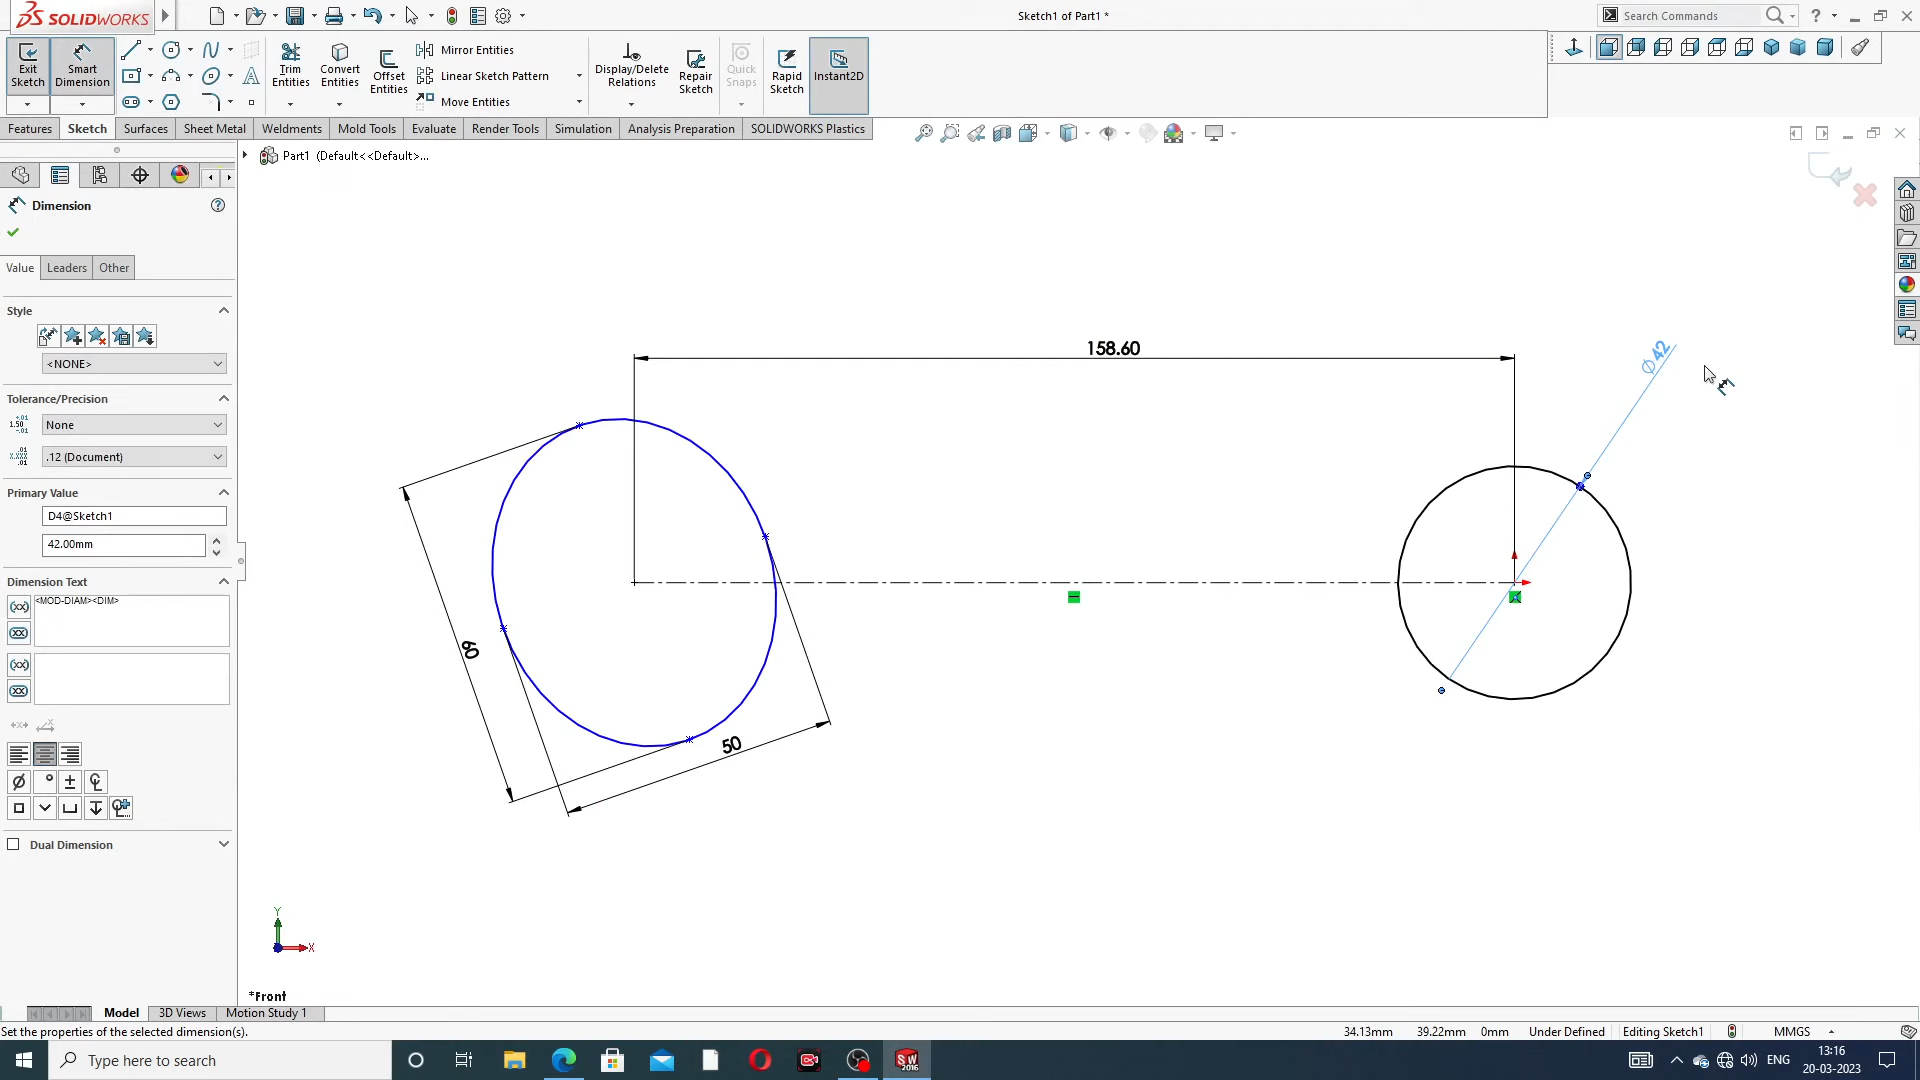 SOLIDWORKS
Sketch1 of Part1 *
Search Commands
Exit Sketch
Smart Dimension
Trim Entities
Convert Entities
Offset Entities
Mirror Entities
Linear Sketch Pattern
Move Entities
Display/Delete Relations
Repair Sketch
Quick Snaps
Rapid Sketch
Instant2D
Features Sketch Surfaces Sheet Metal Weldments Mold Tools Evaluate Render Tools Simulation Analysis Preparation SOLIDWORKS Plastics
Part1 (Default<<Default>...
Dimension
Value Leaders Other
Style
<NONE>
Tolerance/Precision
None
.12 (Document)
Primary Value
D4@Sketch1
42.00mm
Dimension Text
<MOD-DIAM><DIM>
Dual Dimension
158.60
60
50
∅42
Y
X
*Front
Model 3D Views Motion Study 1
Set the properties of the selected dimension(s).
34.13mm 39.22mm 0mm Under Defined Editing Sketch1 MMGS
Type here to search
SW 2016
ENG
13:16
20-03-2023